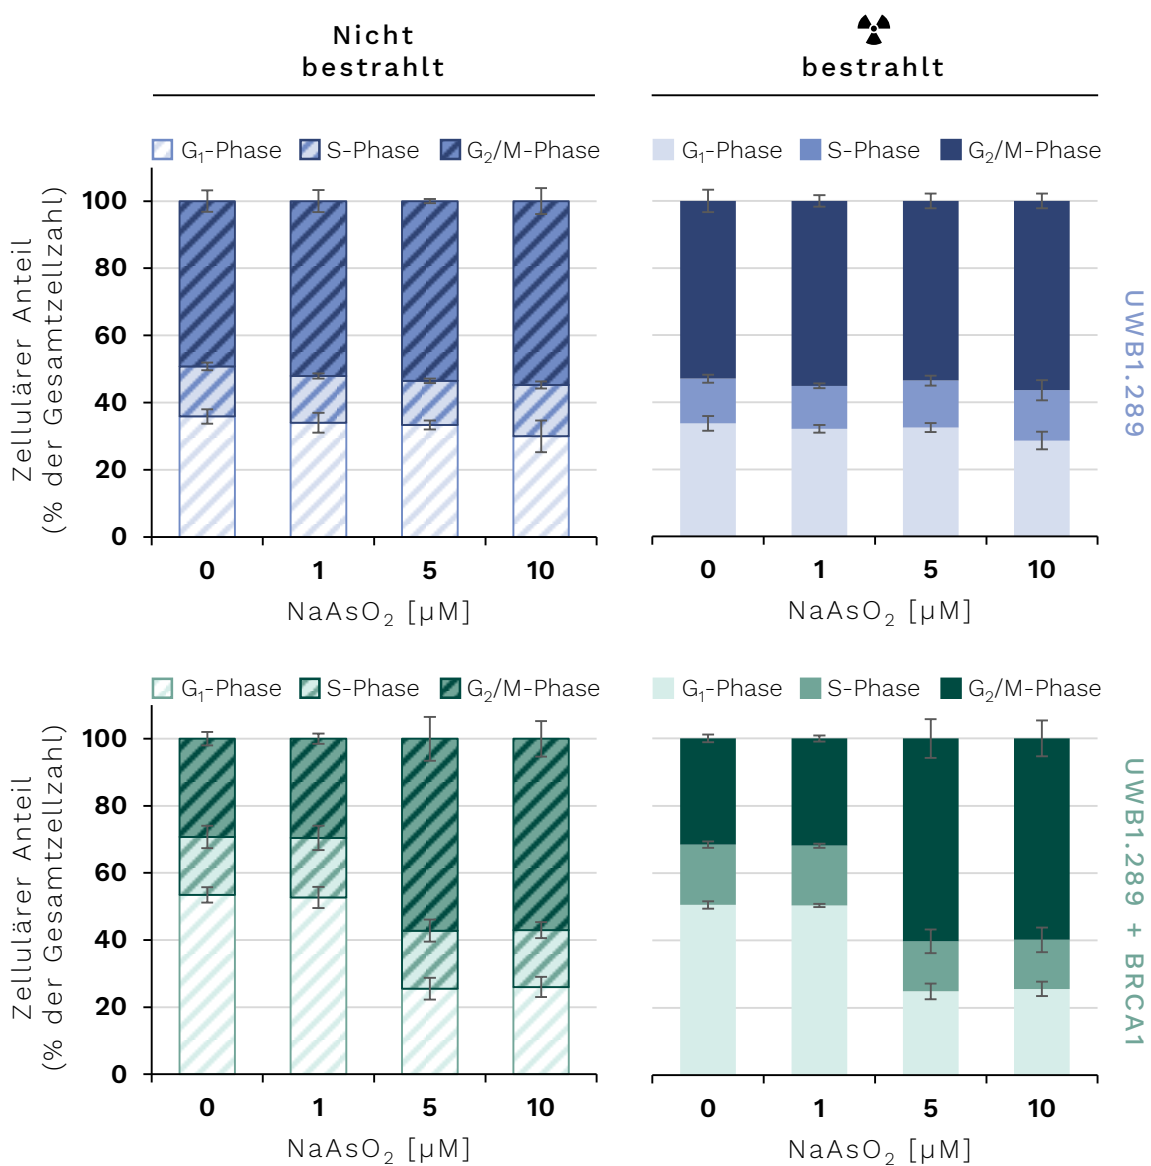 Nicht
bestrahlt
bestrahlt
G₁-Phase S-Phase G₂/M-Phase
G₁-Phase S-Phase G₂/M-Phase
Zellulärer Anteil
(% der Gesamtzellzahl)
100
80
60
40
20
0
0 1 5 10
NaAsO₂ [µM]
0 1 5 10
NaAsO₂ [µM]
UWB1.289
G₁-Phase S-Phase G₂/M-Phase
G₁-Phase S-Phase G₂/M-Phase
Zellulärer Anteil
(% der Gesamtzellzahl)
100
80
60
40
20
0
0 1 5 10
NaAsO₂ [µM]
0 1 5 10
NaAsO₂ [µM]
UWB1.289 + BRCA1